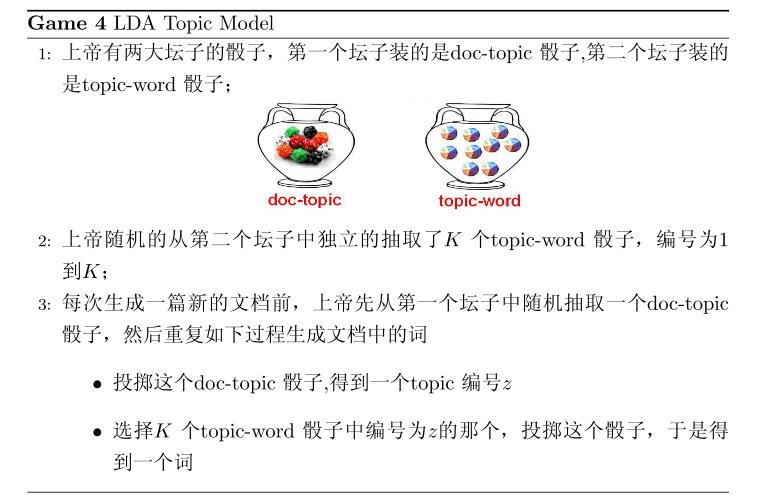 Game 4 LDA Topic Model
1: 上帝有两大坛子的骰子，第一个坛子装的是doc-topic 骰子,第二个坛子装的
是topic-word 骰子；
doc-topic topic-word
2: 上帝随机的从第二个坛子中独立的抽取了K 个topic-word 骰子，编号为1
到K；
3: 每次生成一篇新的文档前，上帝先从第一个坛子中随机抽取一个doc-topic
骰子，然后重复如下过程生成文档中的词
• 投掷这个doc-topic 骰子,得到一个topic 编号z
• 选择K 个topic-word 骰子中编号为z的那个，投掷这个骰子，于是得
到一个词